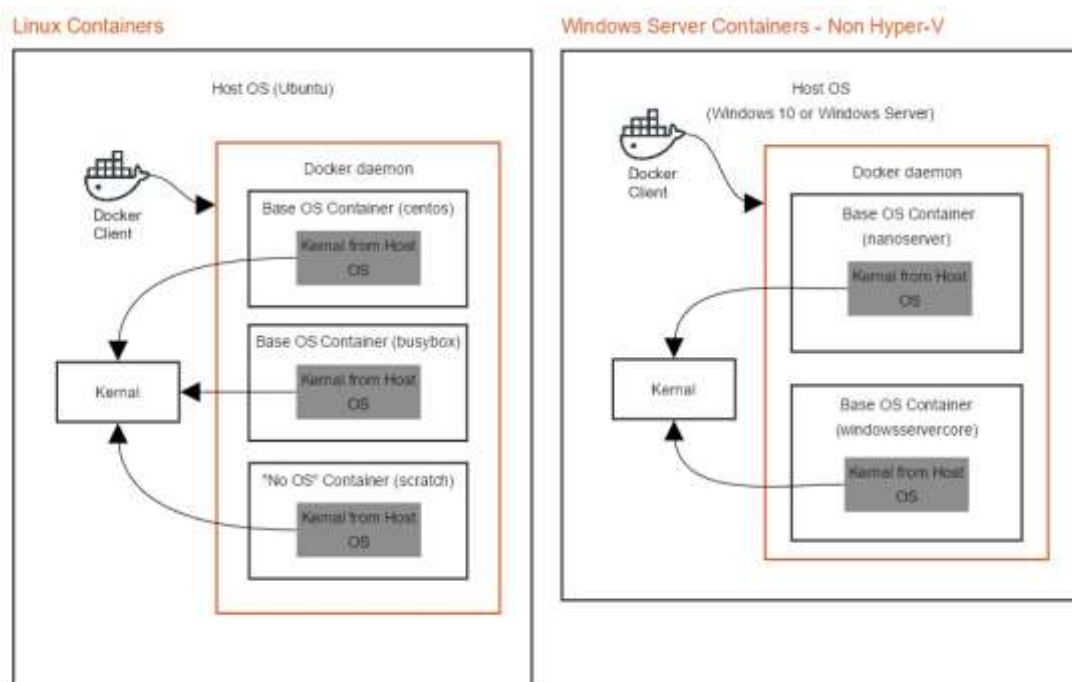 Linux Containers
Host OS (Ubuntu)
Docker
Client
Docker daemon
Base OS Container (centos)
Kernal from Host
OS
Base OS Container (busybox)
Kernal from Host
OS
Kernal
"No OS" Container (scratch)
Kernal from Host
OS
Windows Server Containers - Non Hyper-V
Host OS
(Windows 10 or Windows Server)
Docker
Client
Docker daemon
Base OS Container
(nanoserver)
Kernal from Host
OS
Kernal
Base OS Container
(windowsservercore)
Kernal from Host
OS